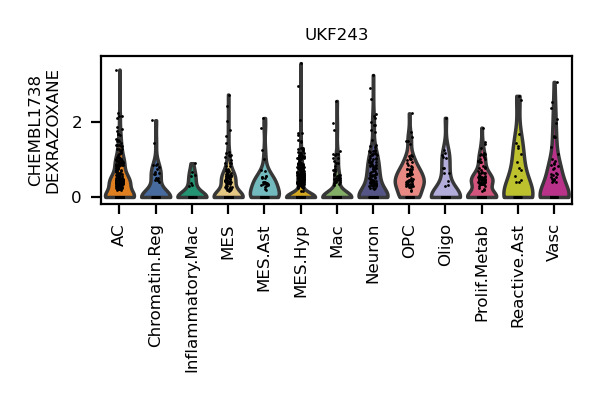 UKF243
CHEMBL1738
DEXRAZOXANE
2
0
AC
Chromatin.Reg
Inflammatory.Mac
MES
MES.Ast
MES.Hyp
Mac
Neuron
OPC
Oligo
Prolif.Metab
Reactive.Ast
Vasc